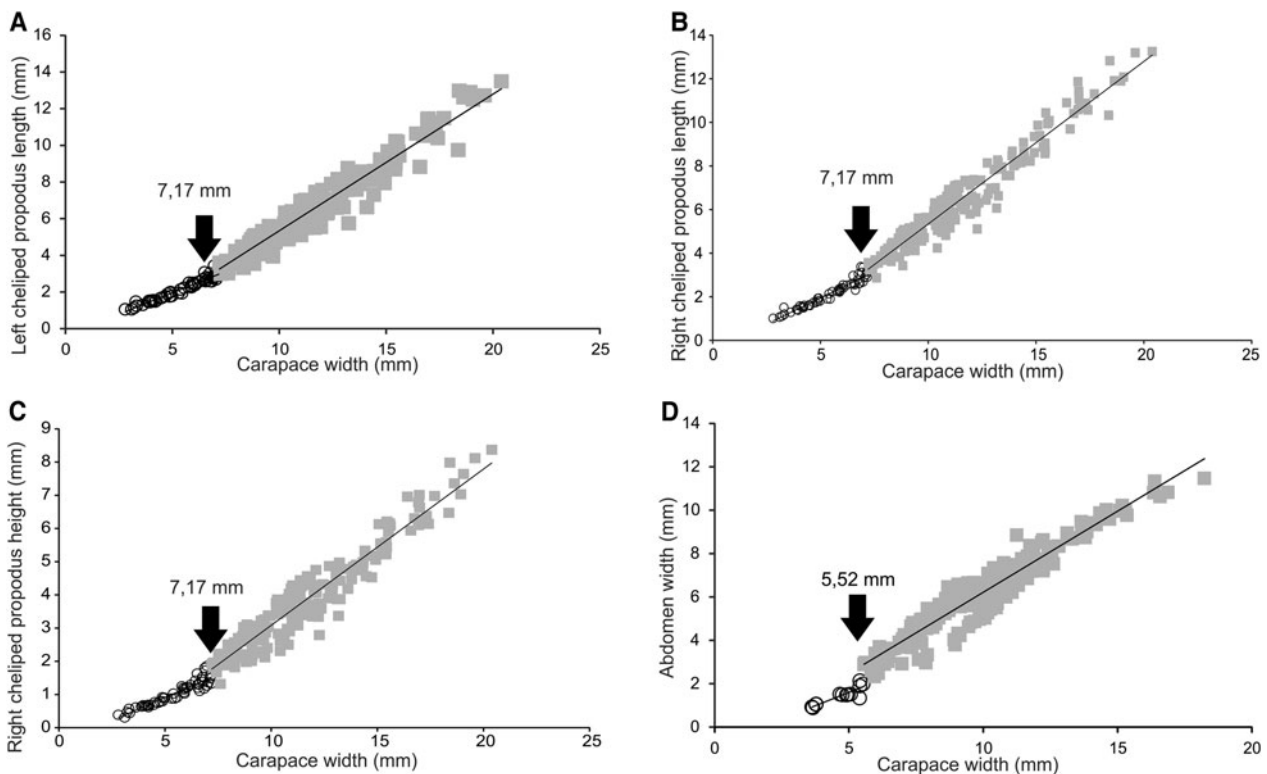 A
Left cheliped propodus length (mm)
16
14
12
10
8
6
4
2
0
7,17 mm
0 5 10 15 20 25
Carapace width (mm)
B
Right cheliped propodus length (mm)
14
12
10
8
6
4
2
0
7,17 mm
0 5 10 15 20 25
Carapace width (mm)
C
Right cheliped propodus height (mm)
9
8
7
6
5
4
3
2
1
0
7,17 mm
0 5 10 15 20 25
Carapace width (mm)
D
Abdomen width (mm)
14
12
10
8
6
4
2
0
5,52 mm
0 5 10 15 20
Carapace width (mm)